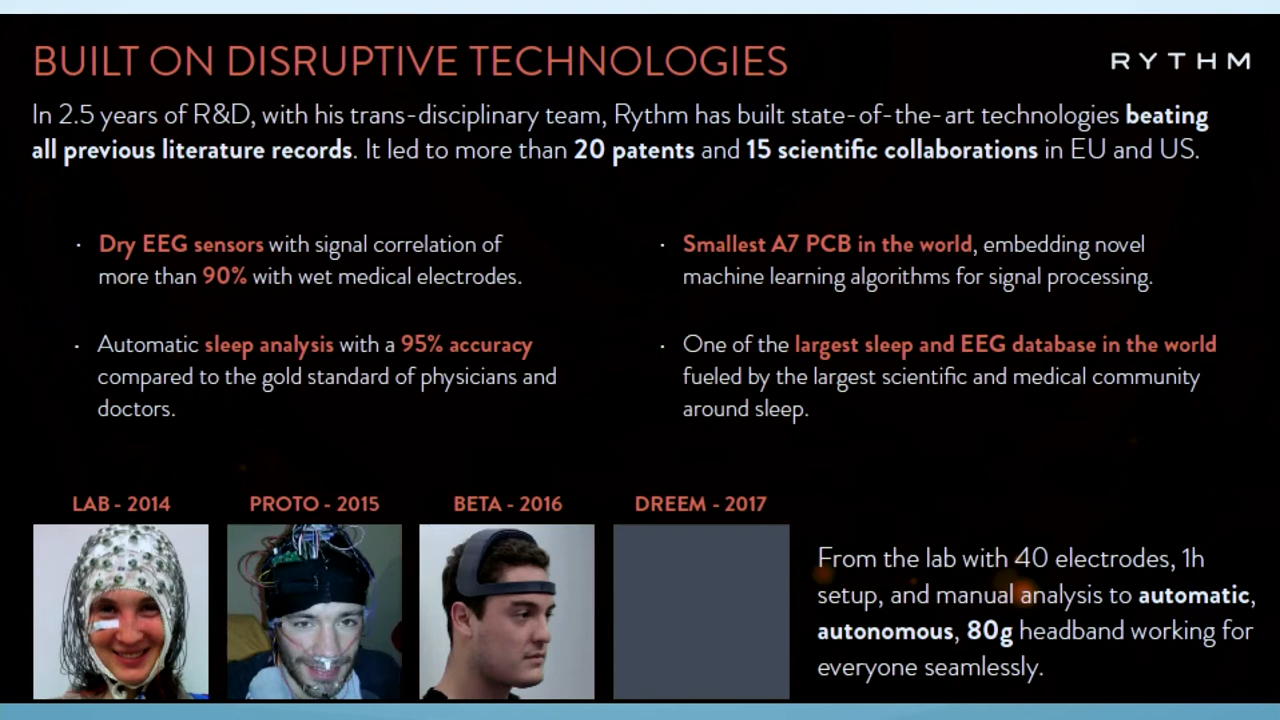 BUILT ON DISRUPTIVE TECHNOLOGIES
RYTHM
In 2.5 years of R&D, with his trans-disciplinary team, Rythm has built state-of-the-art technologies beating
all previous literature records. It led to more than 20 patents and 15 scientific collaborations in EU and US.
· Dry EEG sensors with signal correlation of
more than 90% with wet medical electrodes.
· Automatic sleep analysis with a 95% accuracy
compared to the gold standard of physicians and
doctors.
· Smallest A7 PCB in the world, embedding novel
machine learning algorithms for signal processing.
· One of the largest sleep and EEG database in the world
fueled by the largest scientific and medical community
around sleep.
LAB - 2014
PROTO - 2015
BETA - 2016
DREEM - 2017
From the lab with 40 electrodes, 1h
setup, and manual analysis to automatic,
autonomous, 80g headband working for
everyone seamlessly.